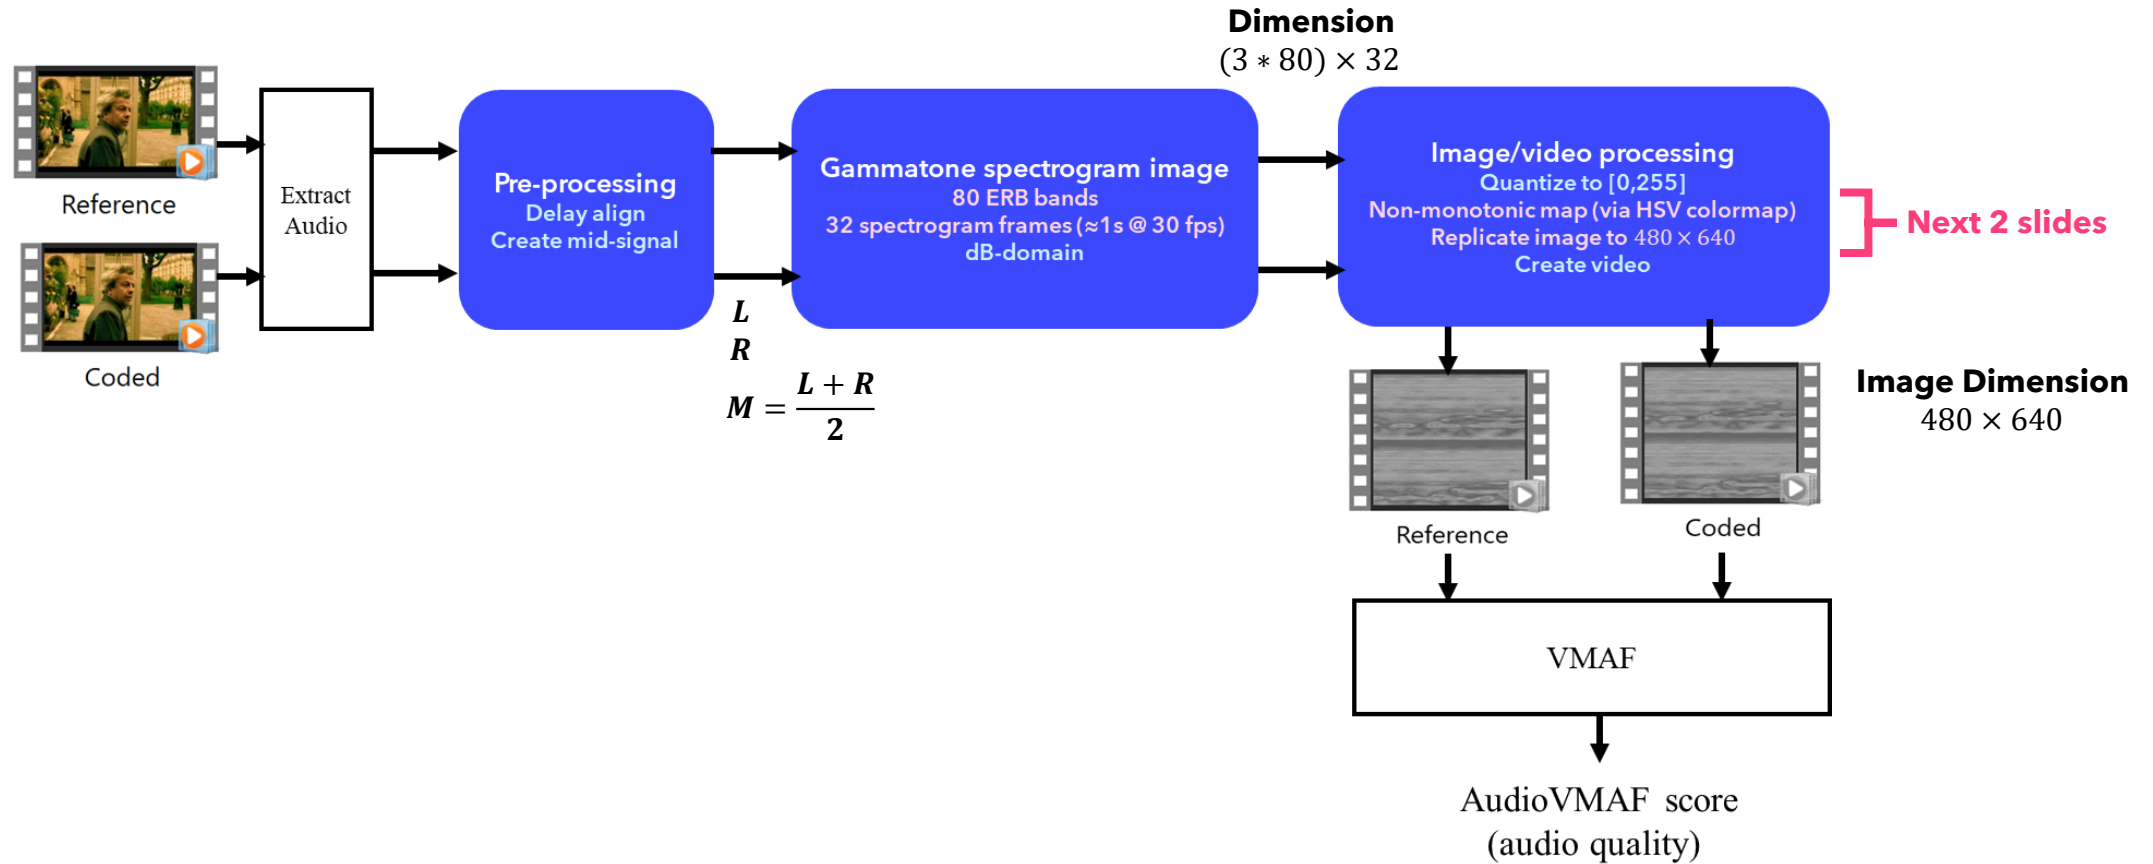 Dimension
(3 ∗ 80) × 32
Reference
Coded
Extract
Audio
Pre-processing
Delay align
Create mid-signal
L
R
M = (L + R) / 2
Gammatone spectrogram image
80 ERB bands
32 spectrogram frames (≈1s @ 30 fps)
dB-domain
Image/video processing
Quantize to [0,255]
Non-monotonic map (via HSV colormap)
Replicate image to 480 × 640
Create video
Next 2 slides
Image Dimension
480 × 640
Reference
Coded
VMAF
AudioVMAF score
(audio quality)